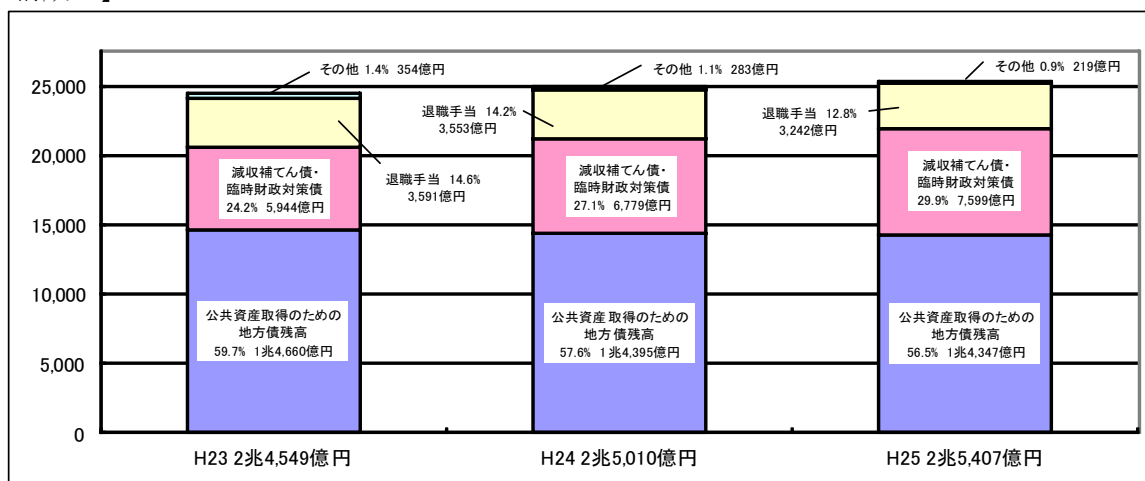 25,000
20,000
15,000
10,000
5,000
0
その他 1.4% 354億円
退職手当 14.6%
3,591億円
減収補てん債・
臨時財政対策債
24.2% 5,944億円
公共資産取得のための
地方債残高
59.7% 1兆4,660億円
H23 2兆4,549億円
その他 1.1% 283億円
退職手当 14.2%
3,553億円
減収補てん債・
臨時財政対策債
27.1% 6,779億円
公共資産取得のための
地方債残高
57.6% 1兆4,395億円
H24 2兆5,010億円
その他 0.9% 219億円
退職手当 12.8%
3,242億円
減収補てん債・
臨時財政対策債
29.9% 7,599億円
公共資産取得のための
地方債残高
56.5% 1兆4,347億円
H25 2兆5,407億円